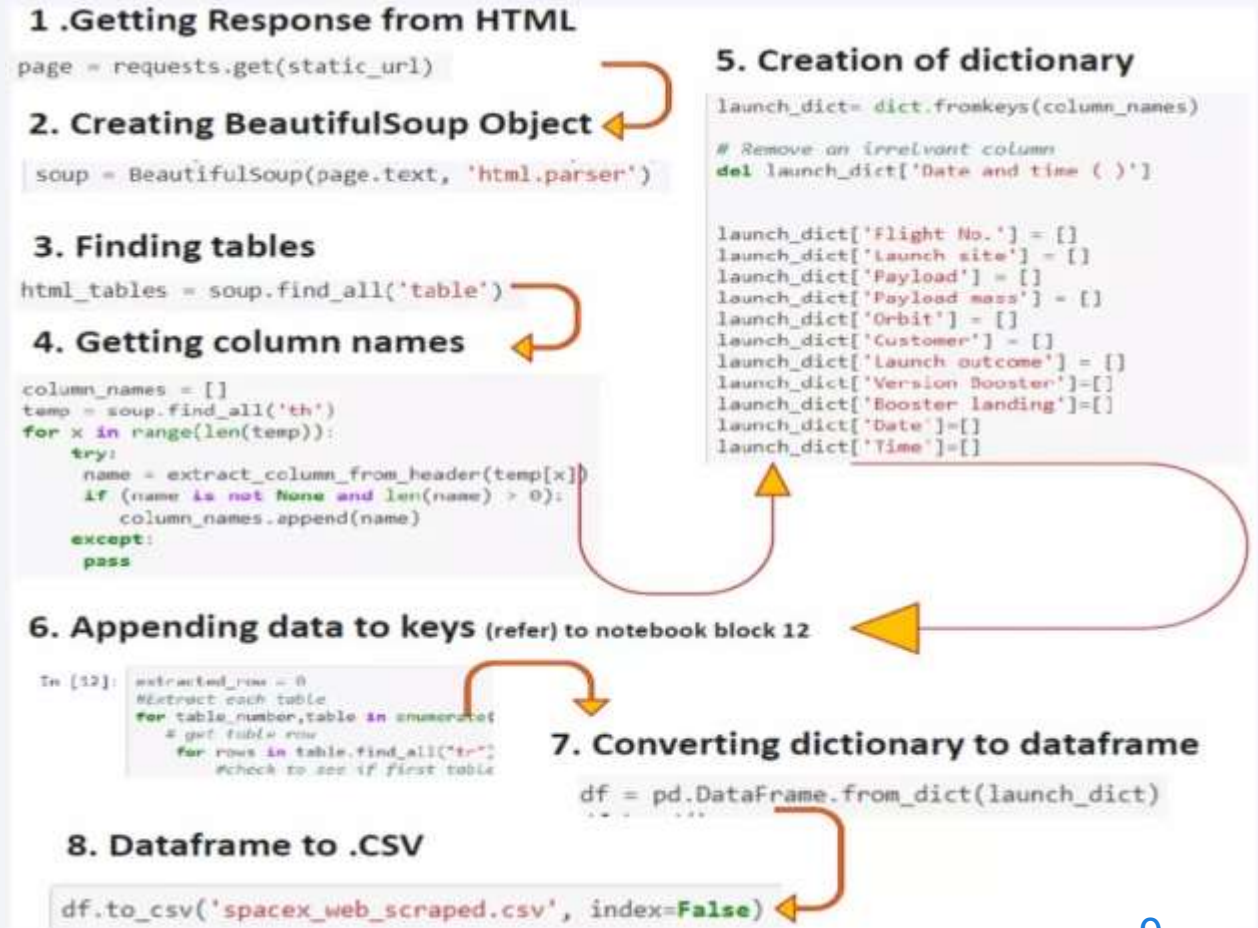 1 .Getting Response from HTML
page = requests.get(static_url)
2. Creating BeautifulSoup Object
soup = BeautifulSoup(page.text, 'html.parser')
3. Finding tables
html_tables = soup.find_all('table')
4. Getting column names
column_names = []
temp = soup.find_all('th')
for x in range(len(temp)):
try:
name = extract_column_from_header(temp[x])
if (name is not None and len(name) > 0):
column_names.append(name)
except:
pass
5. Creation of dictionary
launch_dict= dict.fromkeys(column_names)
# Remove an irrelvant column
del launch_dict['Date and time ( )']
launch_dict['Flight No.'] = []
launch_dict['Launch site'] = []
launch_dict['Payload'] = []
launch_dict['Payload mass'] = []
launch_dict['Orbit'] = []
launch_dict['Customer'] = []
launch_dict['Launch outcome'] = []
launch_dict['Version Booster']=[]
launch_dict['Booster landing']=[]
launch_dict['Date']=[]
launch_dict['Time']=[]
6. Appending data to keys (refer) to notebook block 12
In [12]: extracted_row = 0
#Extract each table
for table_number,table in enumerate(
# get table row
for rows in table.find_all("tr")
#check to see if first table
7. Converting dictionary to dataframe
df = pd.DataFrame.from_dict(launch_dict)
8. Dataframe to .CSV
df.to_csv('spacex_web_scraped.csv', index=False)